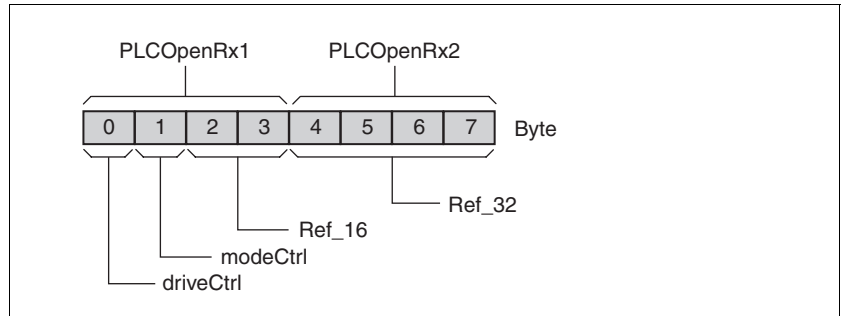 PLCOpenRx1 PLCOpenRx2
0 1 2 3 4 5 6 7 Byte
Ref_32
Ref_16
modeCtrl
driveCtrl